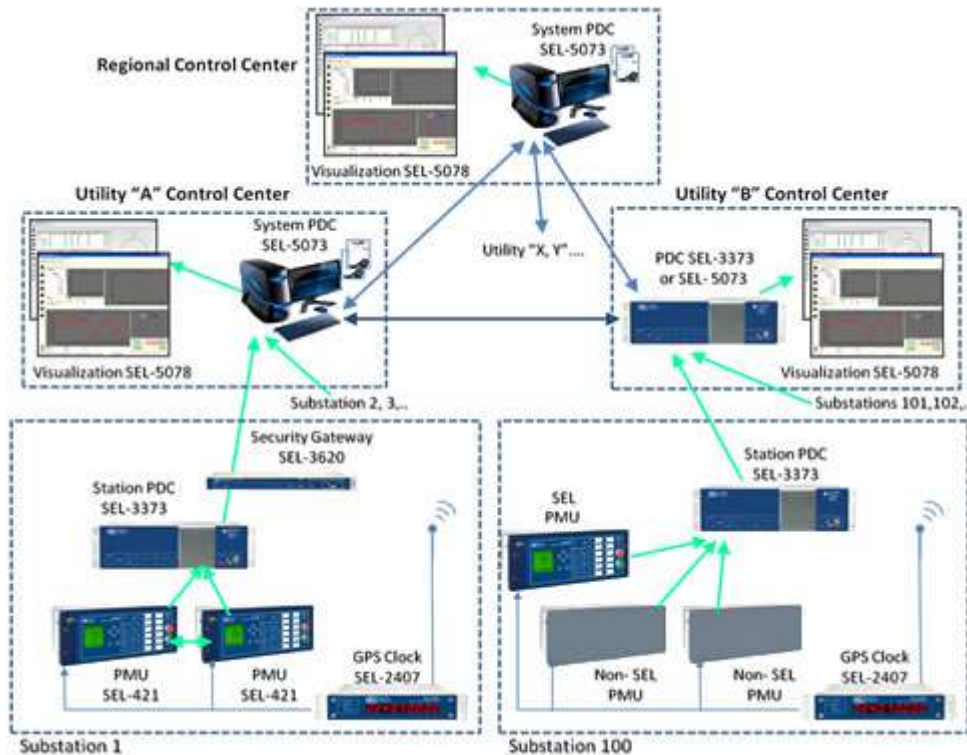 System PDC
SEL-5073
Regional Control Center
Visualization SEL-5078
Utility "A" Control Center
Utility "B" Control Center
System PDC
SEL-5073
Utility "X, Y"....
PDC SEL-3373
or SEL- 5073
Visualization SEL-5078
Visualization SEL-5078
Substation 2, 3,..
Substations 101,102,..
Security Gateway
SEL-3620
Station PDC
SEL-3373
Station PDC
SEL-3373
SEL
PMU
PMU
SEL-421
PMU
SEL-421
GPS Clock
SEL-2407
Non- SEL
PMU
Non- SEL
PMU
GPS Clock
SEL-2407
Substation 1
Substation 100